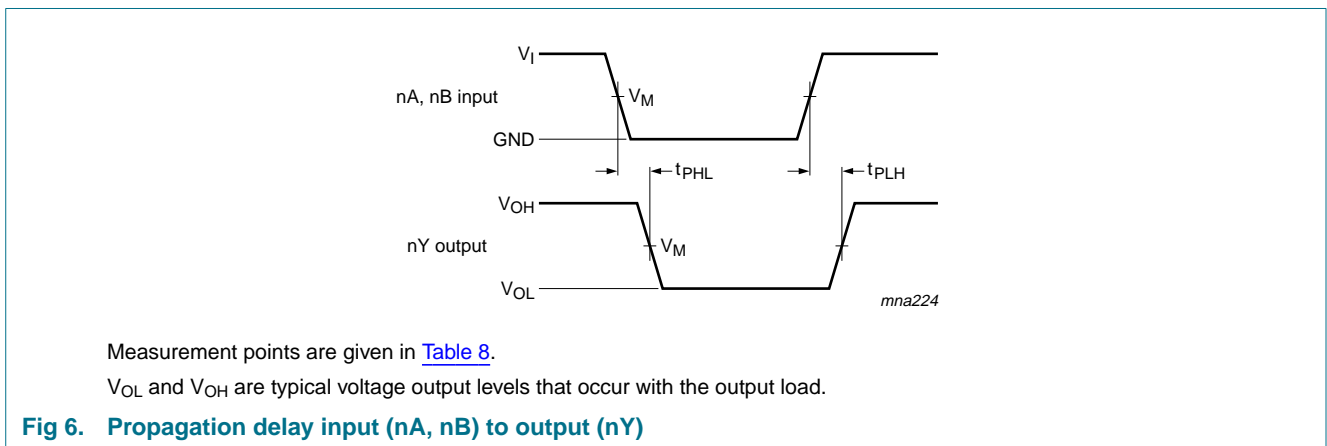 VI
nA, nB input
VM
GND
tPHL
tPLH
VOH
nY output
VM
VOL
mna224
Measurement points are given in Table 8.
VOL and VOH are typical voltage output levels that occur with the output load.
Fig 6. Propagation delay input (nA, nB) to output (nY)